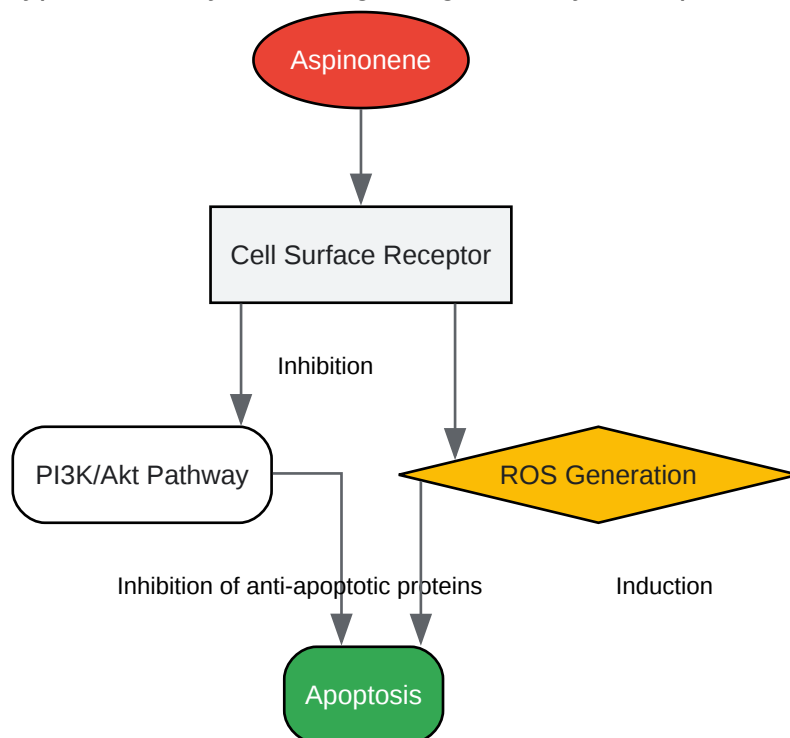 Aspinonene
Cell Surface Receptor
Inhibition
PI3K/Akt Pathway
ROS Generation
Inhibition of anti-apoptotic proteins
Induction
Apoptosis